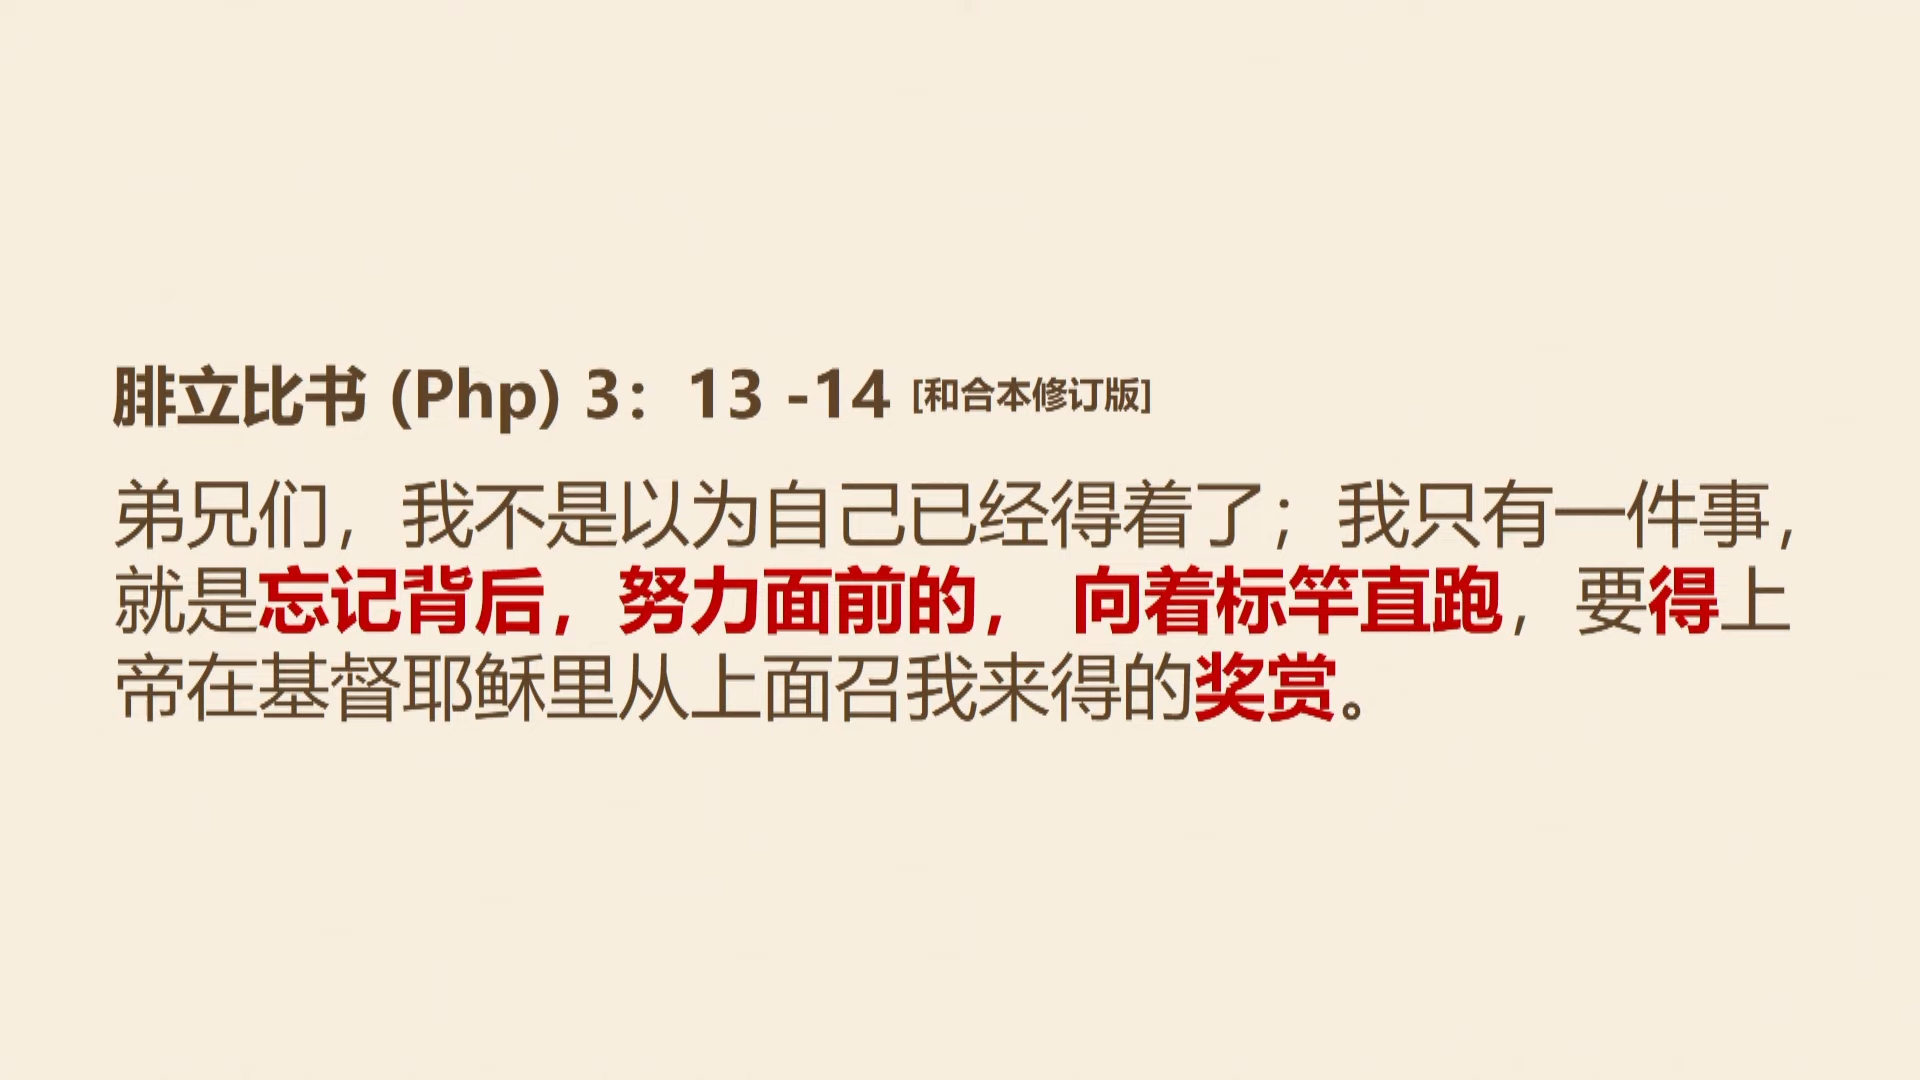 腓立比书 (Php) 3：13 -14 [和合本修订版]
弟兄们，我不是以为自己已经得着了；我只有一件事，
就是忘记背后，努力面前的， 向着标竿直跑，要得上
帝在基督耶稣里从上面召我来得的奖赏。